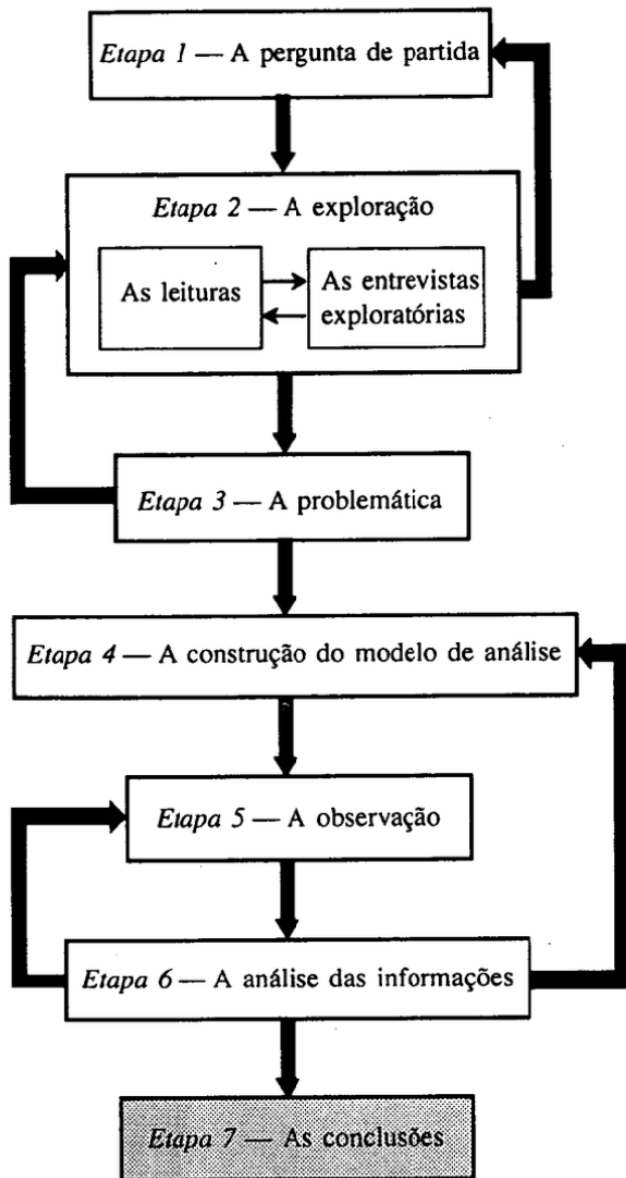 Etapa 1 — A pergunta de partida
Etapa 2 — A exploração
As leituras
As entrevistas
exploratórias
Etapa 3 — A problemática
Etapa 4 — A construção do modelo de análise
Etapa 5 — A observação
Etapa 6 — A análise das informações
Etapa 7 — As conclusões